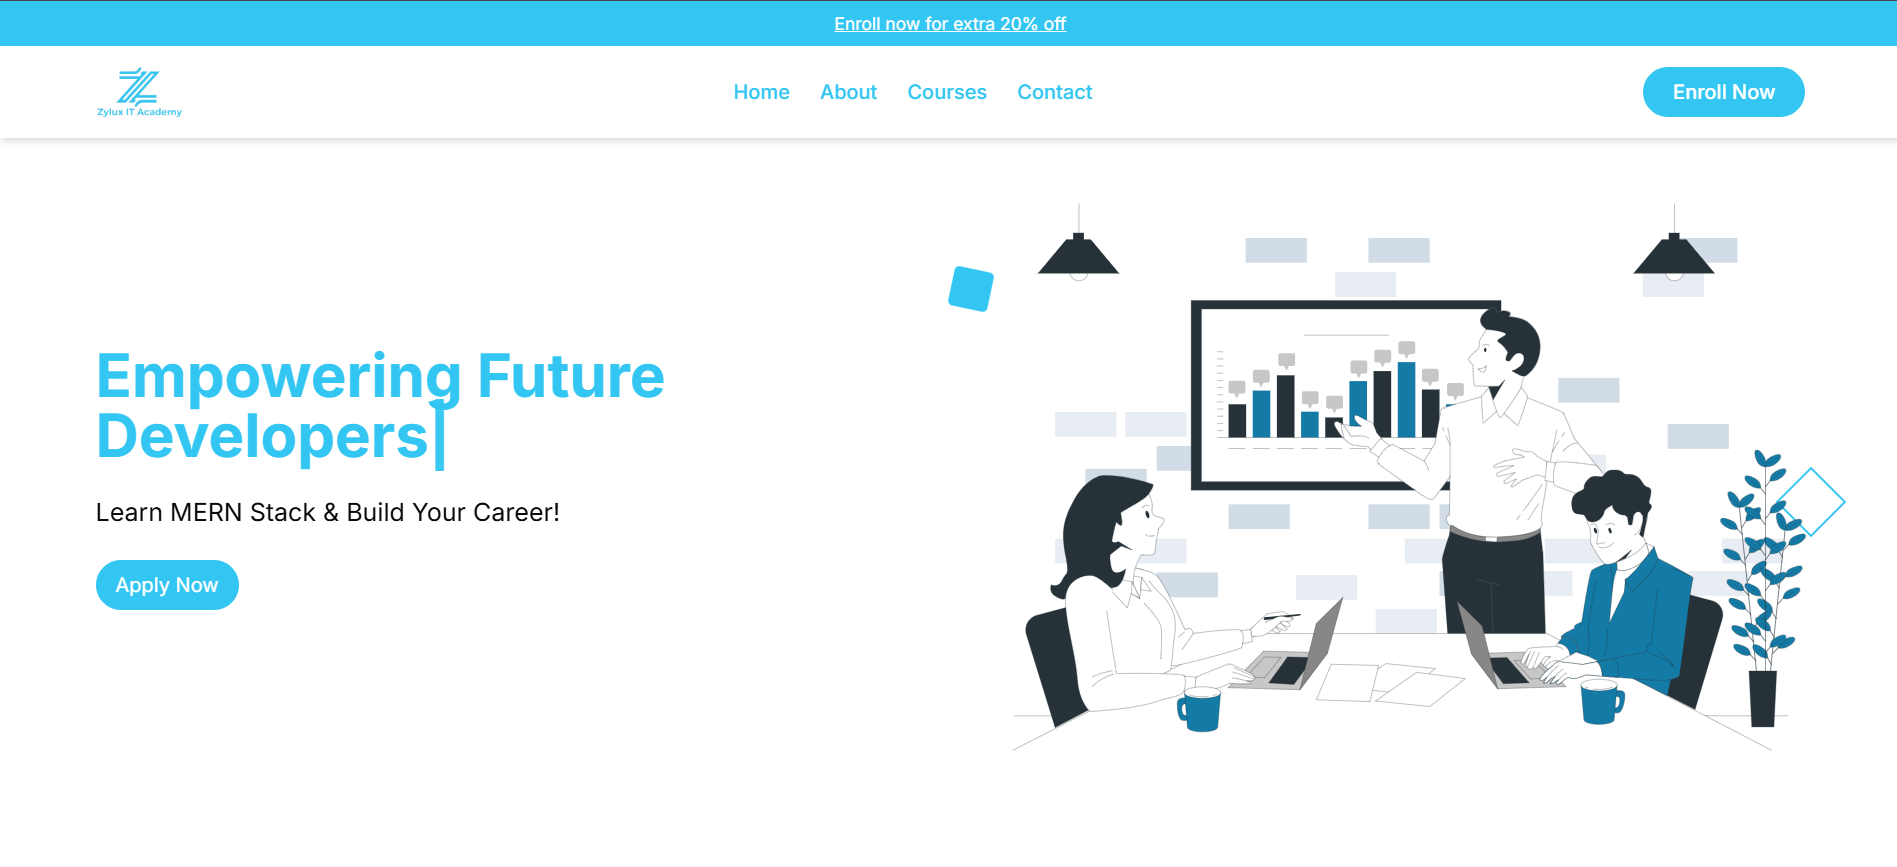 Enroll now for extra 20% off
Zylux IT Academy
Home About Courses Contact
Enroll Now
Empowering Future
Developers|
Learn MERN Stack & Build Your Career!
Apply Now